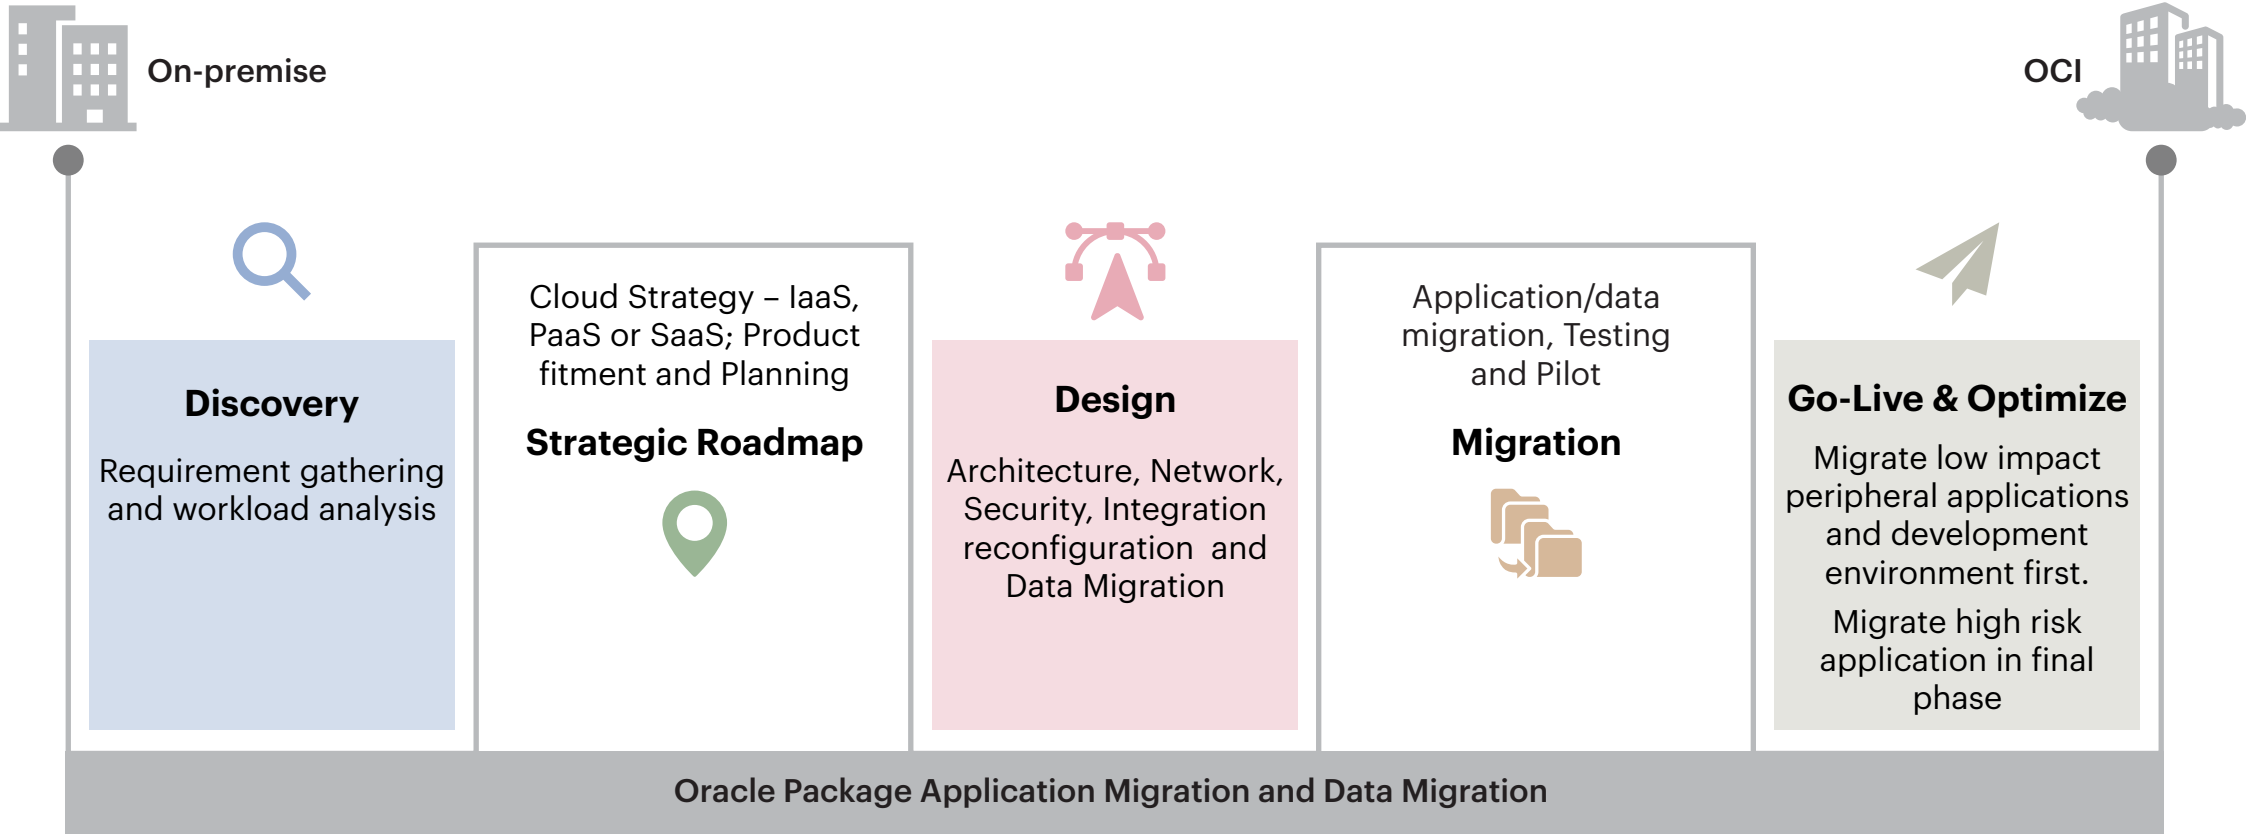 On-premise
OCI
Discovery
Requirement gathering
and workload analysis
Cloud Strategy – IaaS,
PaaS or SaaS; Product
fitment and Planning
Strategic Roadmap
Design
Architecture, Network,
Security, Integration
reconfiguration and
Data Migration
Application/data
migration, Testing
and Pilot
Migration
Go-Live & Optimize
Migrate low impact
peripheral applications
and development
environment first.
Migrate high risk
application in final
phase
Oracle Package Application Migration and Data Migration